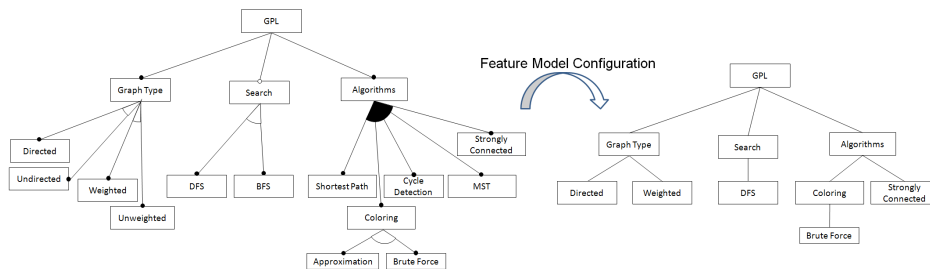 GPL
Graph Type
Search
Algorithms
Directed
Undirected
Weighted
Unweighted
DFS
BFS
Shortest Path
Cycle
Detection
MST
Strongly
Connected
Coloring
Approximation
Brute Force
Feature Model Configuration
GPL
Graph Type
Search
Algorithms
Directed
Weighted
DFS
Coloring
Strongly
Connected
Brute Force